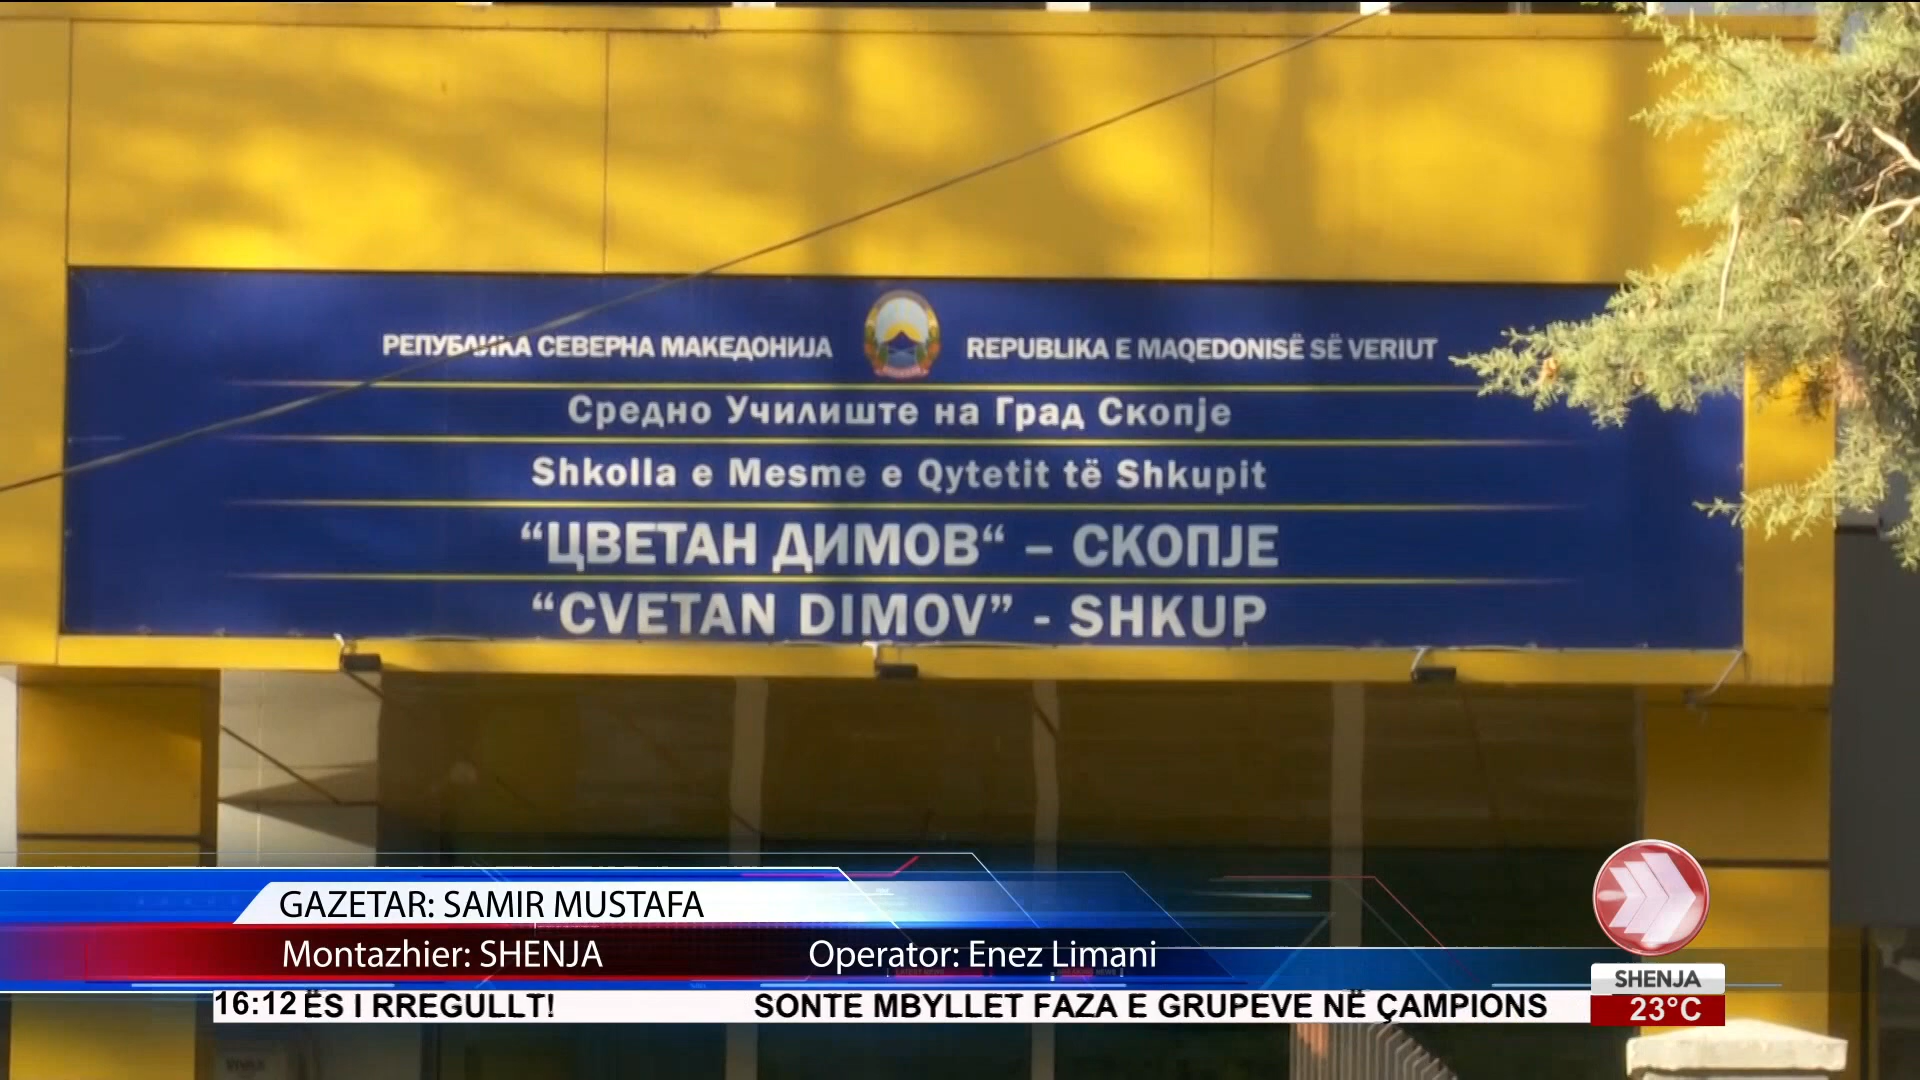 РЕПУБЛИКА СЕВЕРНА МАКЕДОНИЈА
REPUBLIKA E MAQEDONISË SË VERIUT
Средно Училиште на Град Скопје
Shkolla e Mesme e Qytetit të Shkupit
“ЦВЕТАН ДИМОВ“ – СКОПЈЕ
“CVETAN DIMOV” - SHKUP
GAZETAR: SAMIR MUSTAFA
Montazhier: SHENJA
Operator: Enez Limani
SHENJA
16:12 ËS I RREGULLT! SONTE MBYLLET FAZA E GRUPEVE NË ÇAMPIONS
23°C